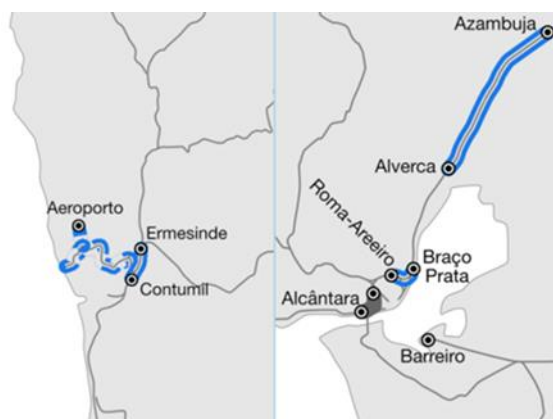 Aeroporto
Ermesinde
Contumil
Azambuja
Alverca
Roma-Areeiro
Braço
Prata
Alcântara
Barreiro